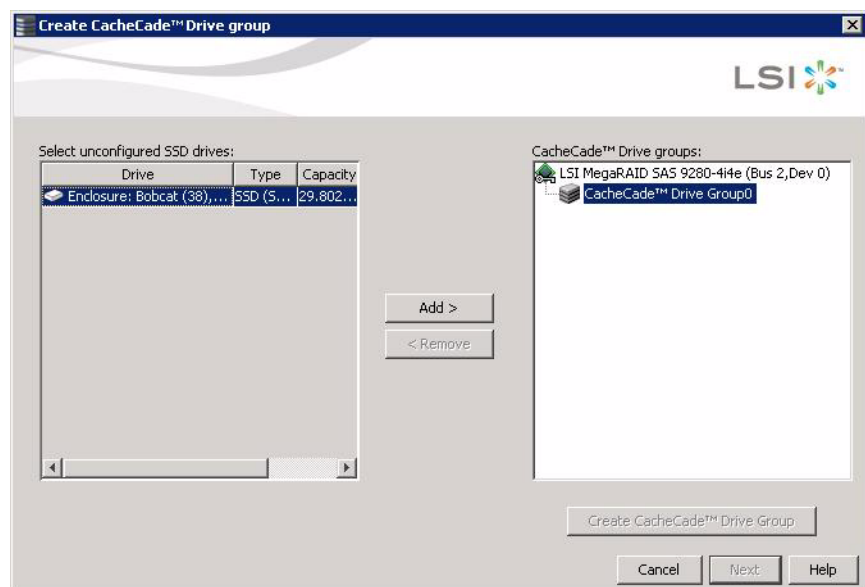 Create CacheCade™ Drive group
LSI
Select unconfigured SSD drives:
Drive Type Capacity
Enclosure: Bobcat (38),... SSD (S... 29.802...
CacheCade™ Drive groups:
LSI MegaRAID SAS 9280-4i4e (Bus 2,Dev 0)
CacheCade™ Drive Group0
Add >
< Remove
Create CacheCade™ Drive Group
Cancel Next Help